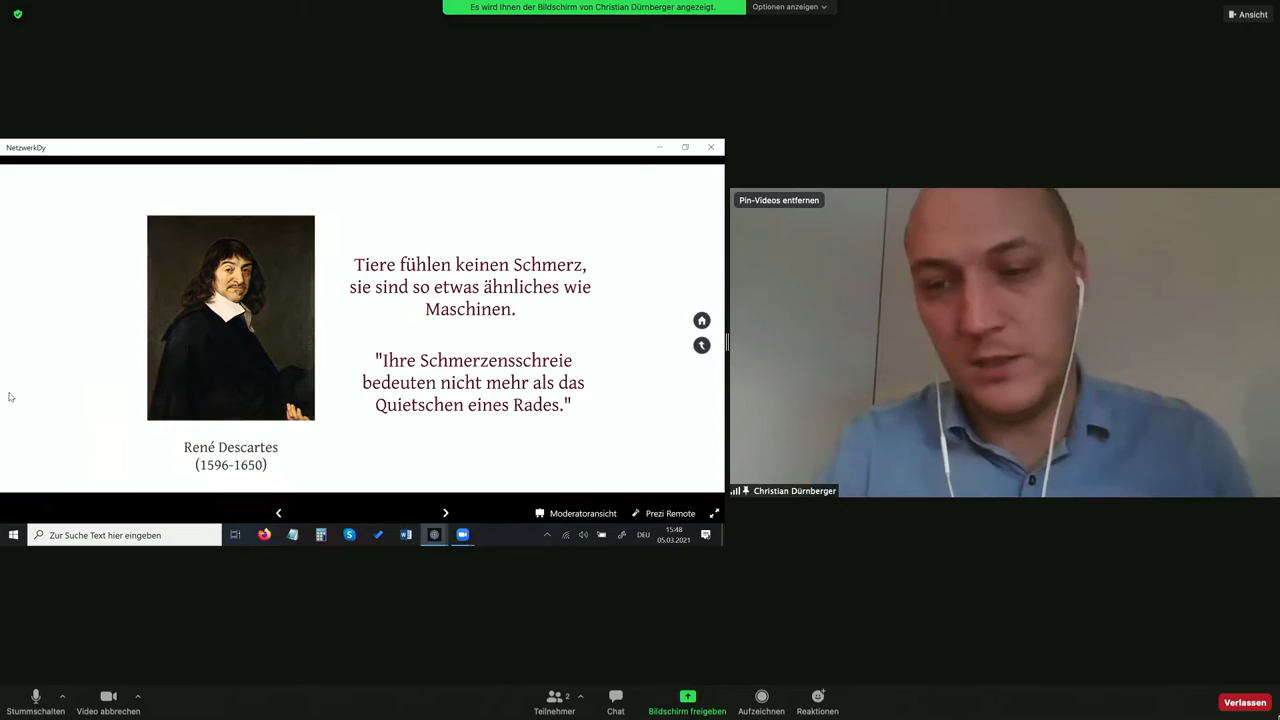 Es wird Ihnen der Bildschirm von Christian Dürnberger angezeigt.
Optionen anzeigen
Ansicht
NetzwerkDy
Pin-Videos entfernen
Tiere fühlen keinen Schmerz,
sie sind so etwas ähnliches wie
Maschinen.
"Ihre Schmerzensschreie
bedeuten nicht mehr als das
Quietschen eines Rades."
René Descartes
(1596-1650)
Christian Dürnberger
Moderatoransicht
Prezi Remote
Zur Suche Text hier eingeben
DEU
15:48
05.03.2021
Stummschalten
Video abbrechen
2
Teilnehmer
Chat
Bildschirm freigeben
Aufzeichnen
Reaktionen
Verlassen